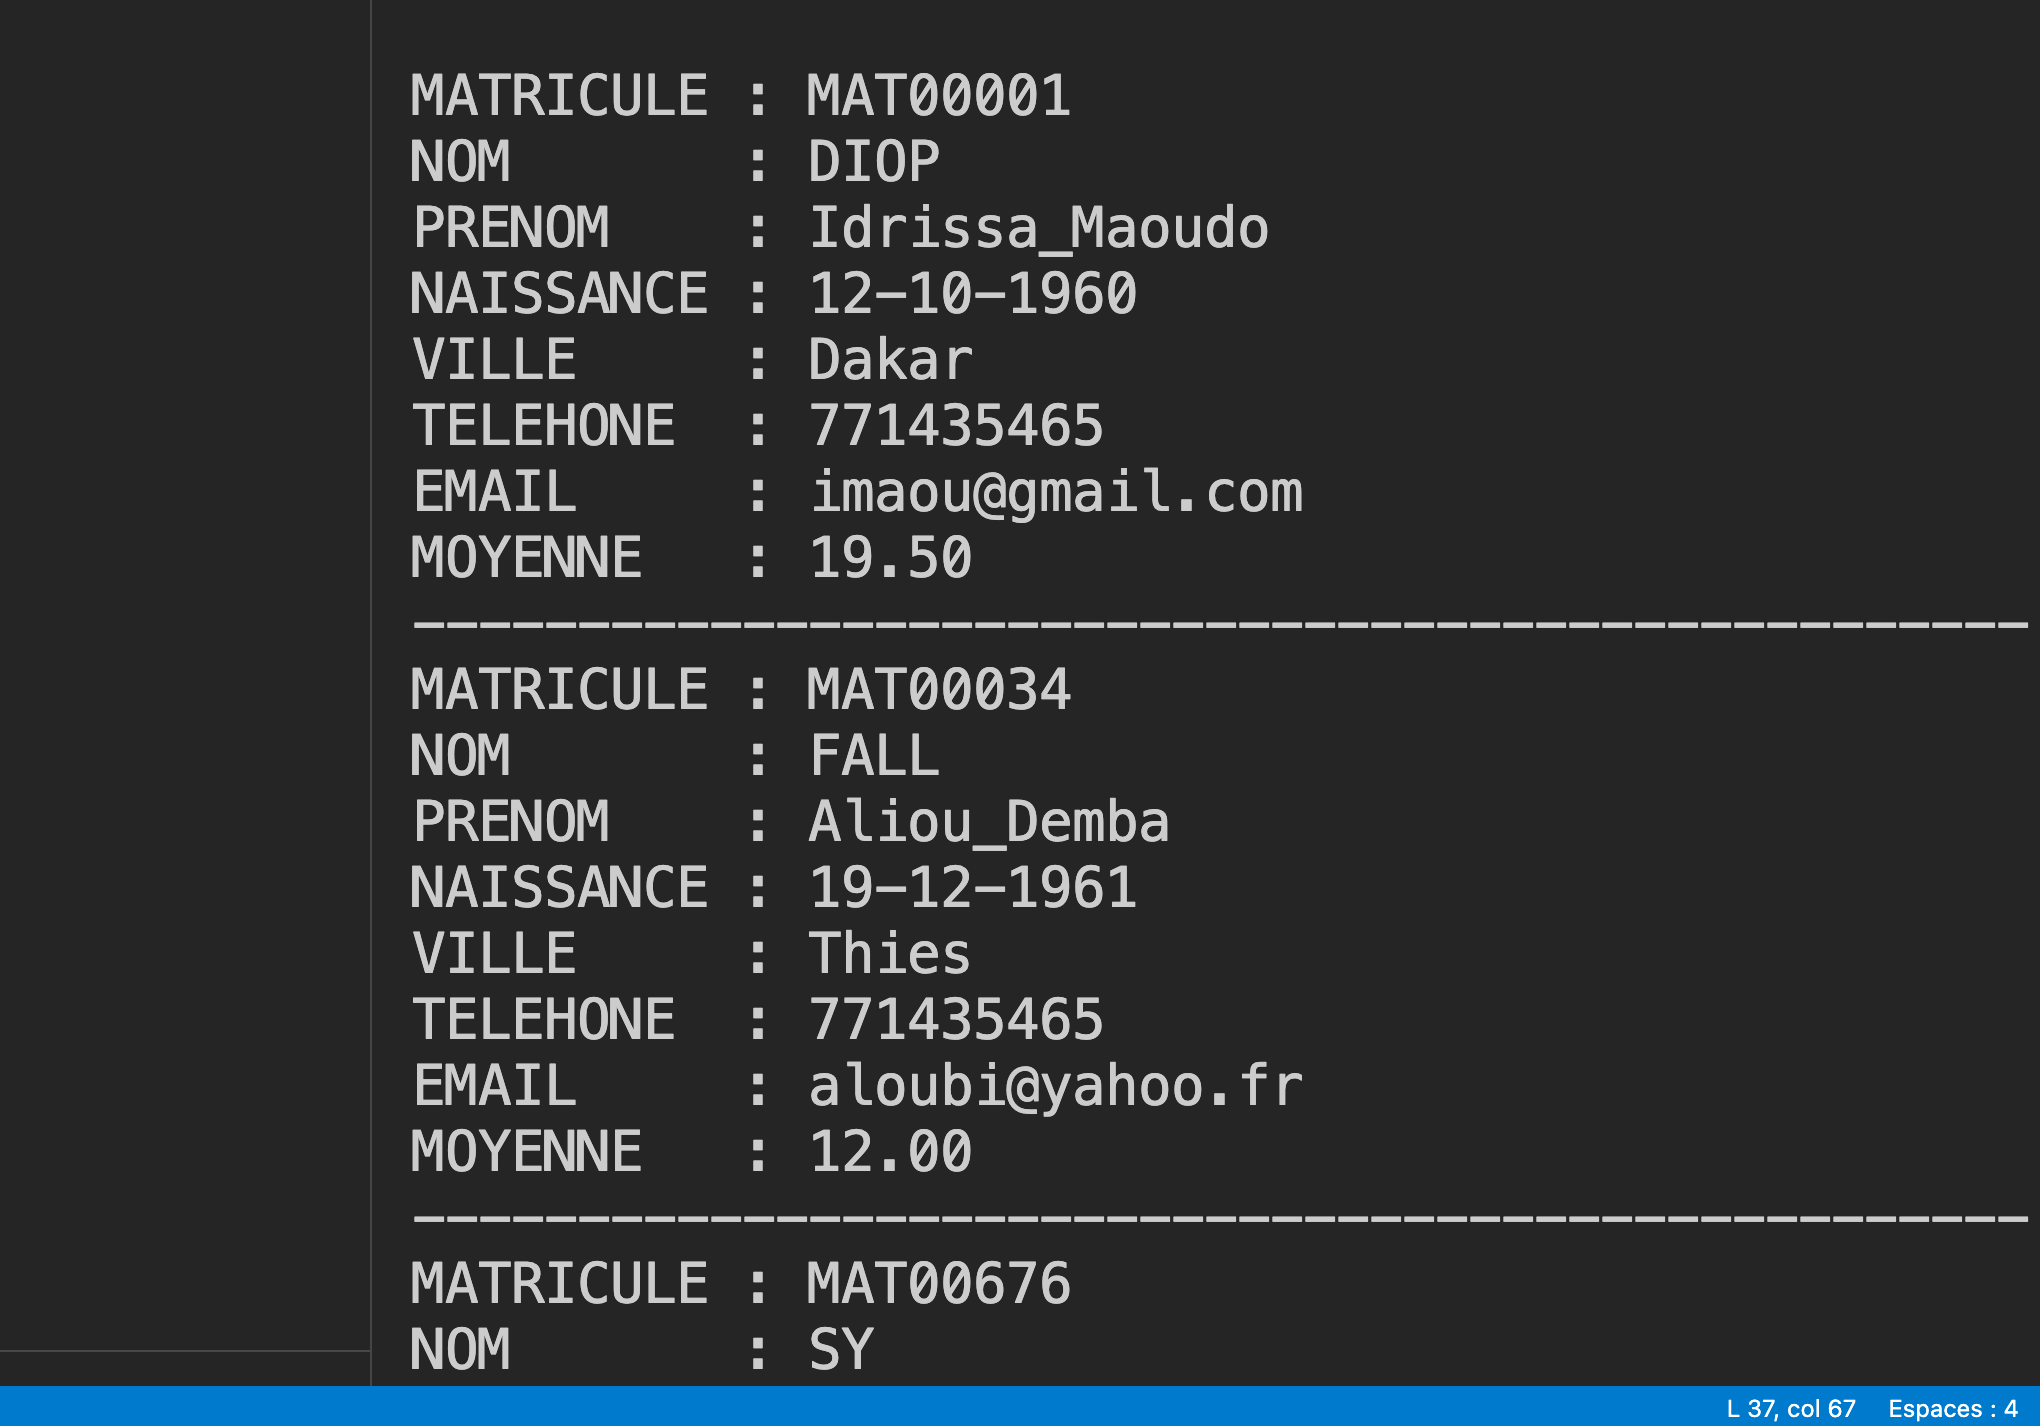 MATRICULE : MAT00001
NOM       : DIOP
PRENOM    : Idrissa_Maoudo
NAISSANCE : 12-10-1960
VILLE     : Dakar
TELEHONE  : 771435465
EMAIL     : imaou@gmail.com
MOYENNE   : 19.50
-------------------------------------------------
MATRICULE : MAT00034
NOM       : FALL
PRENOM    : Aliou_Demba
NAISSANCE : 19-12-1961
VILLE     : Thies
TELEHONE  : 771435465
EMAIL     : aloubi@yahoo.fr
MOYENNE   : 12.00
-------------------------------------------------
MATRICULE : MAT00676
NOM       : SY
L 37, col 67 Espaces : 4